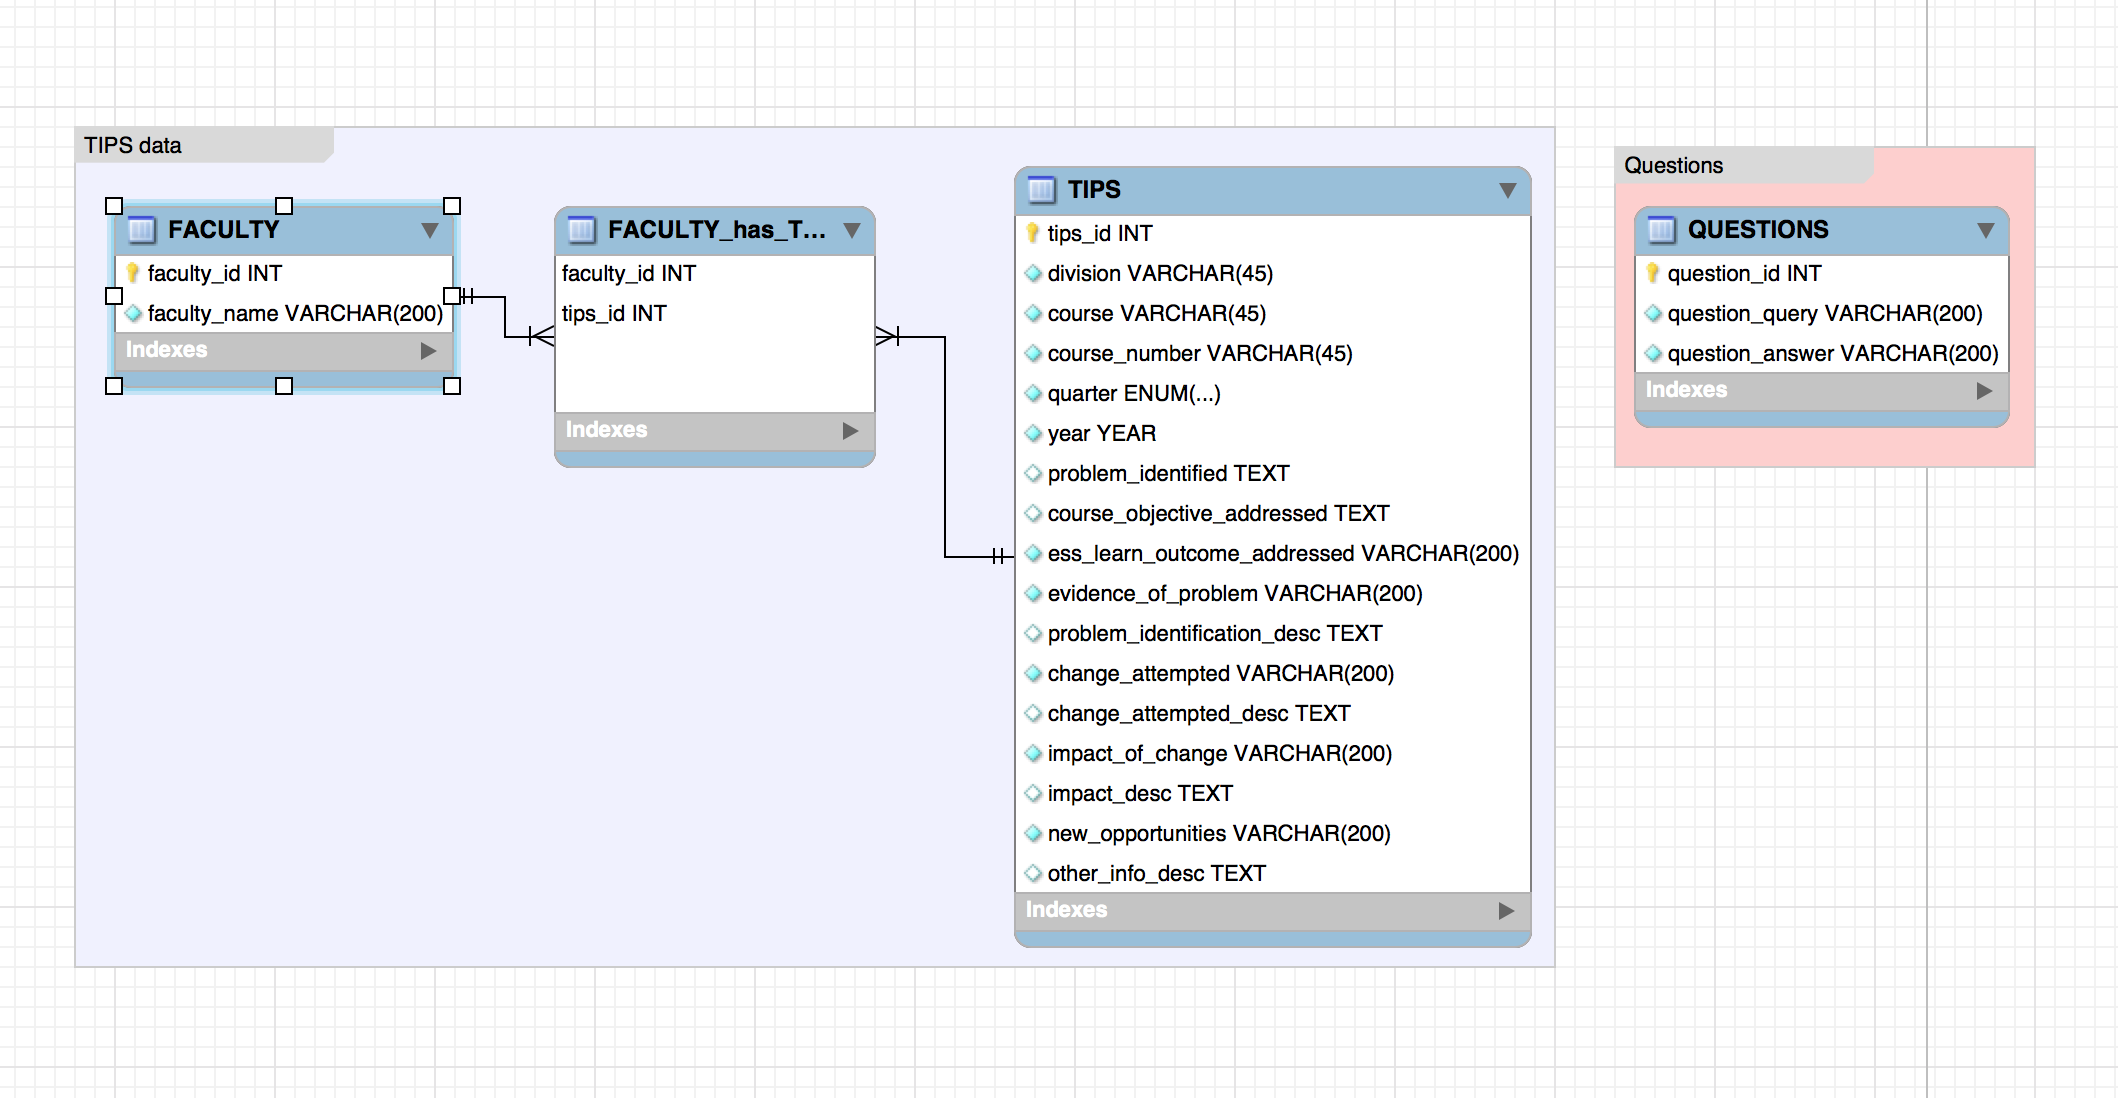 TIPS data
FACULTY
faculty_id INT
faculty_name VARCHAR(200)
Indexes
FACULTY_has_T...
faculty_id INT
tips_id INT
Indexes
TIPS
tips_id INT
division VARCHAR(45)
course VARCHAR(45)
course_number VARCHAR(45)
quarter ENUM(...)
year YEAR
problem_identified TEXT
course_objective_addressed TEXT
ess_learn_outcome_addressed VARCHAR(200)
evidence_of_problem VARCHAR(200)
problem_identification_desc TEXT
change_attempted VARCHAR(200)
change_attempted_desc TEXT
impact_of_change VARCHAR(200)
impact_desc TEXT
new_opportunities VARCHAR(200)
other_info_desc TEXT
Indexes
Questions
QUESTIONS
question_id INT
question_query VARCHAR(200)
question_answer VARCHAR(200)
Indexes